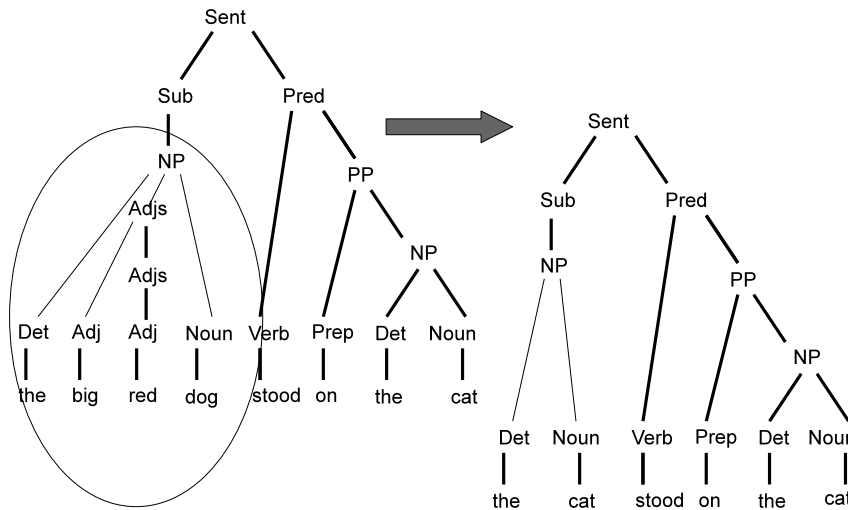 Sent
Sub Pred
NP
PP
Adjs
NP
Adjs
Det Adj Adj Noun Verb Prep Det Noun
the big red dog stood on the cat
Sent
Sub Pred
NP
PP
NP
Det Noun Verb Prep Det Noun
the cat stood on the cat